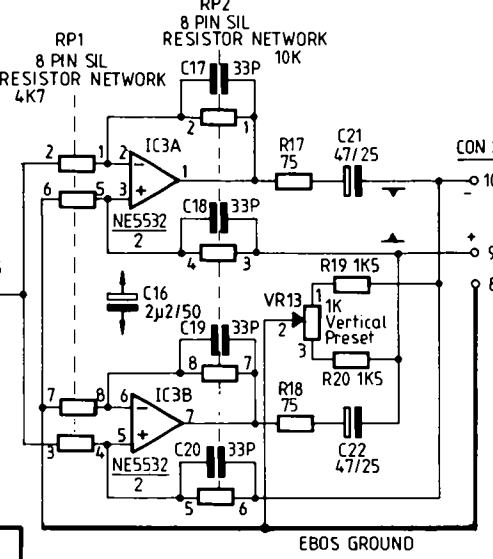 RP2
8 PIN SIL
RESISTOR NETWORK
10K
RP1
8 PIN SIL
RESISTOR NETWORK
4K7
C17 33P
2 1
IC3A
R17
75
C21
47/25
CON
2 1 2 − 1
6 5 3 +
10
−
NE5532
2
C18 33P
4 3
+
9
8
C16
2µ2/50
R19 1K5
VR13 1 1K
2 Vertical
Preset
3
R20 1K5
C19 33P
8 7
IC3B
R18
75
7 8 6 − 7
3 4 5 +
NE5532
2
C20 33P
5 6
C22
47/25
EBOS GROUND